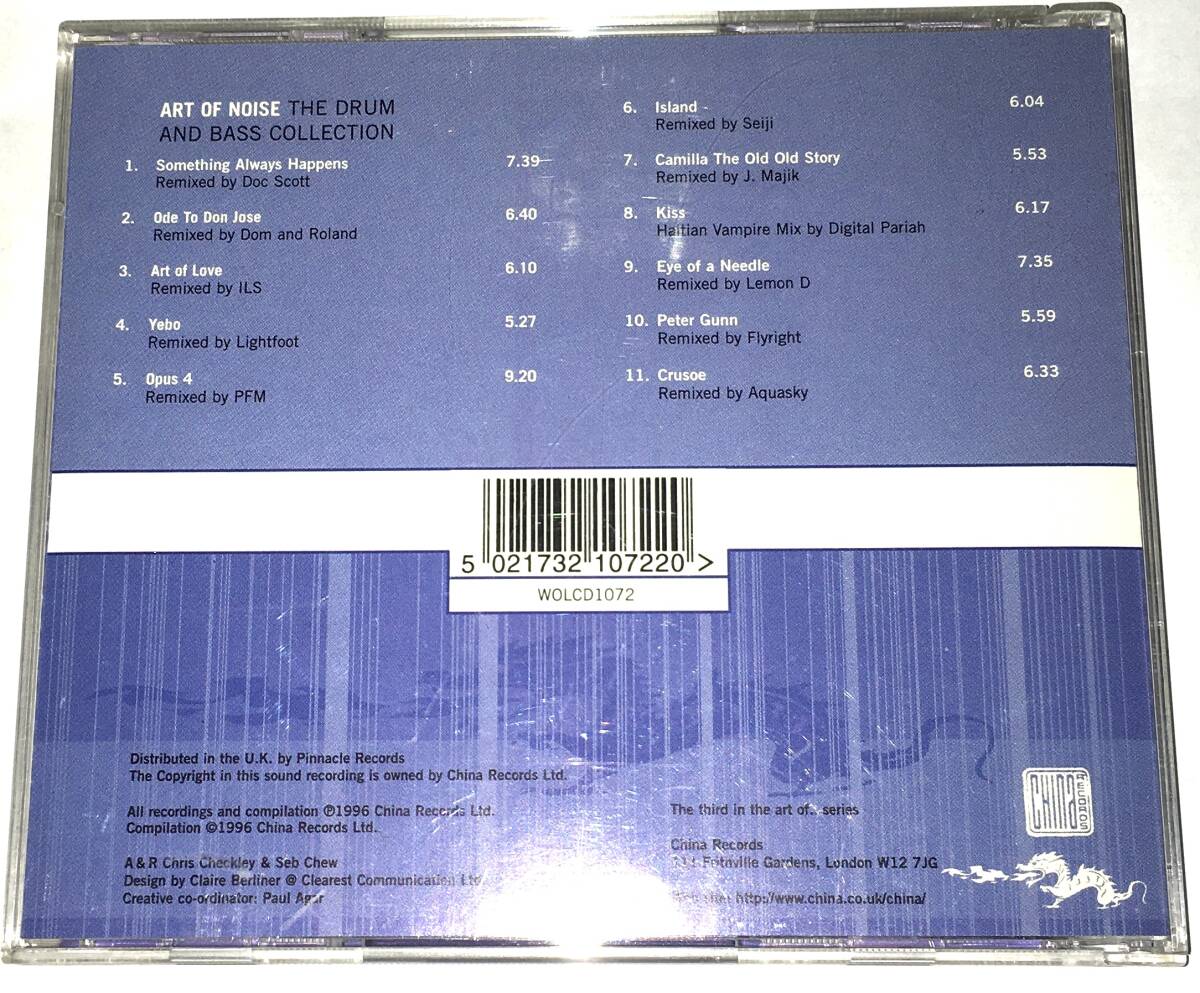 ART OF NOISE THE DRUM
AND BASS COLLECTION
1. Something Always Happens 7.39
Remixed by Doc Scott
2. Ode To Don Jose 6.40
Remixed by Dom and Roland
3. Art of Love 6.10
Remixed by ILS
4. Yebo 5.27
Remixed by Lightfoot
5. Opus 4 9.20
Remixed by PFM
6. Island - 6.04
Remixed by Seiji
7. Camilla The Old Old Story 5.53
Remixed by J. Majik
8. Kiss 6.17
Haitian Vampire Mix by Digital Pariah
9. Eye of a Needle 7.35
Remixed by Lemon D
10. Peter Gunn 5.59
Remixed by Flyright
11. Crusoe 6.33
Remixed by Aquasky
5 021732 107220 >
WOLCD1072
Distributed in the U.K. by Pinnacle Records
The Copyright in this sound recording is owned by China Records Ltd.
All recordings and compilation ℗1996 China Records Ltd.
Compilation ©1996 China Records Ltd.
A & R Chris Checkley & Seb Chew
Design by Claire Berliner @ Clearest Communication Ltd.
Creative co-ordinator: Paul Agar
The third in the art of.. series
China Records
Frithville Gardens, London W12 7JG
http://www.china.co.uk/china/
CHINA
RECORDS